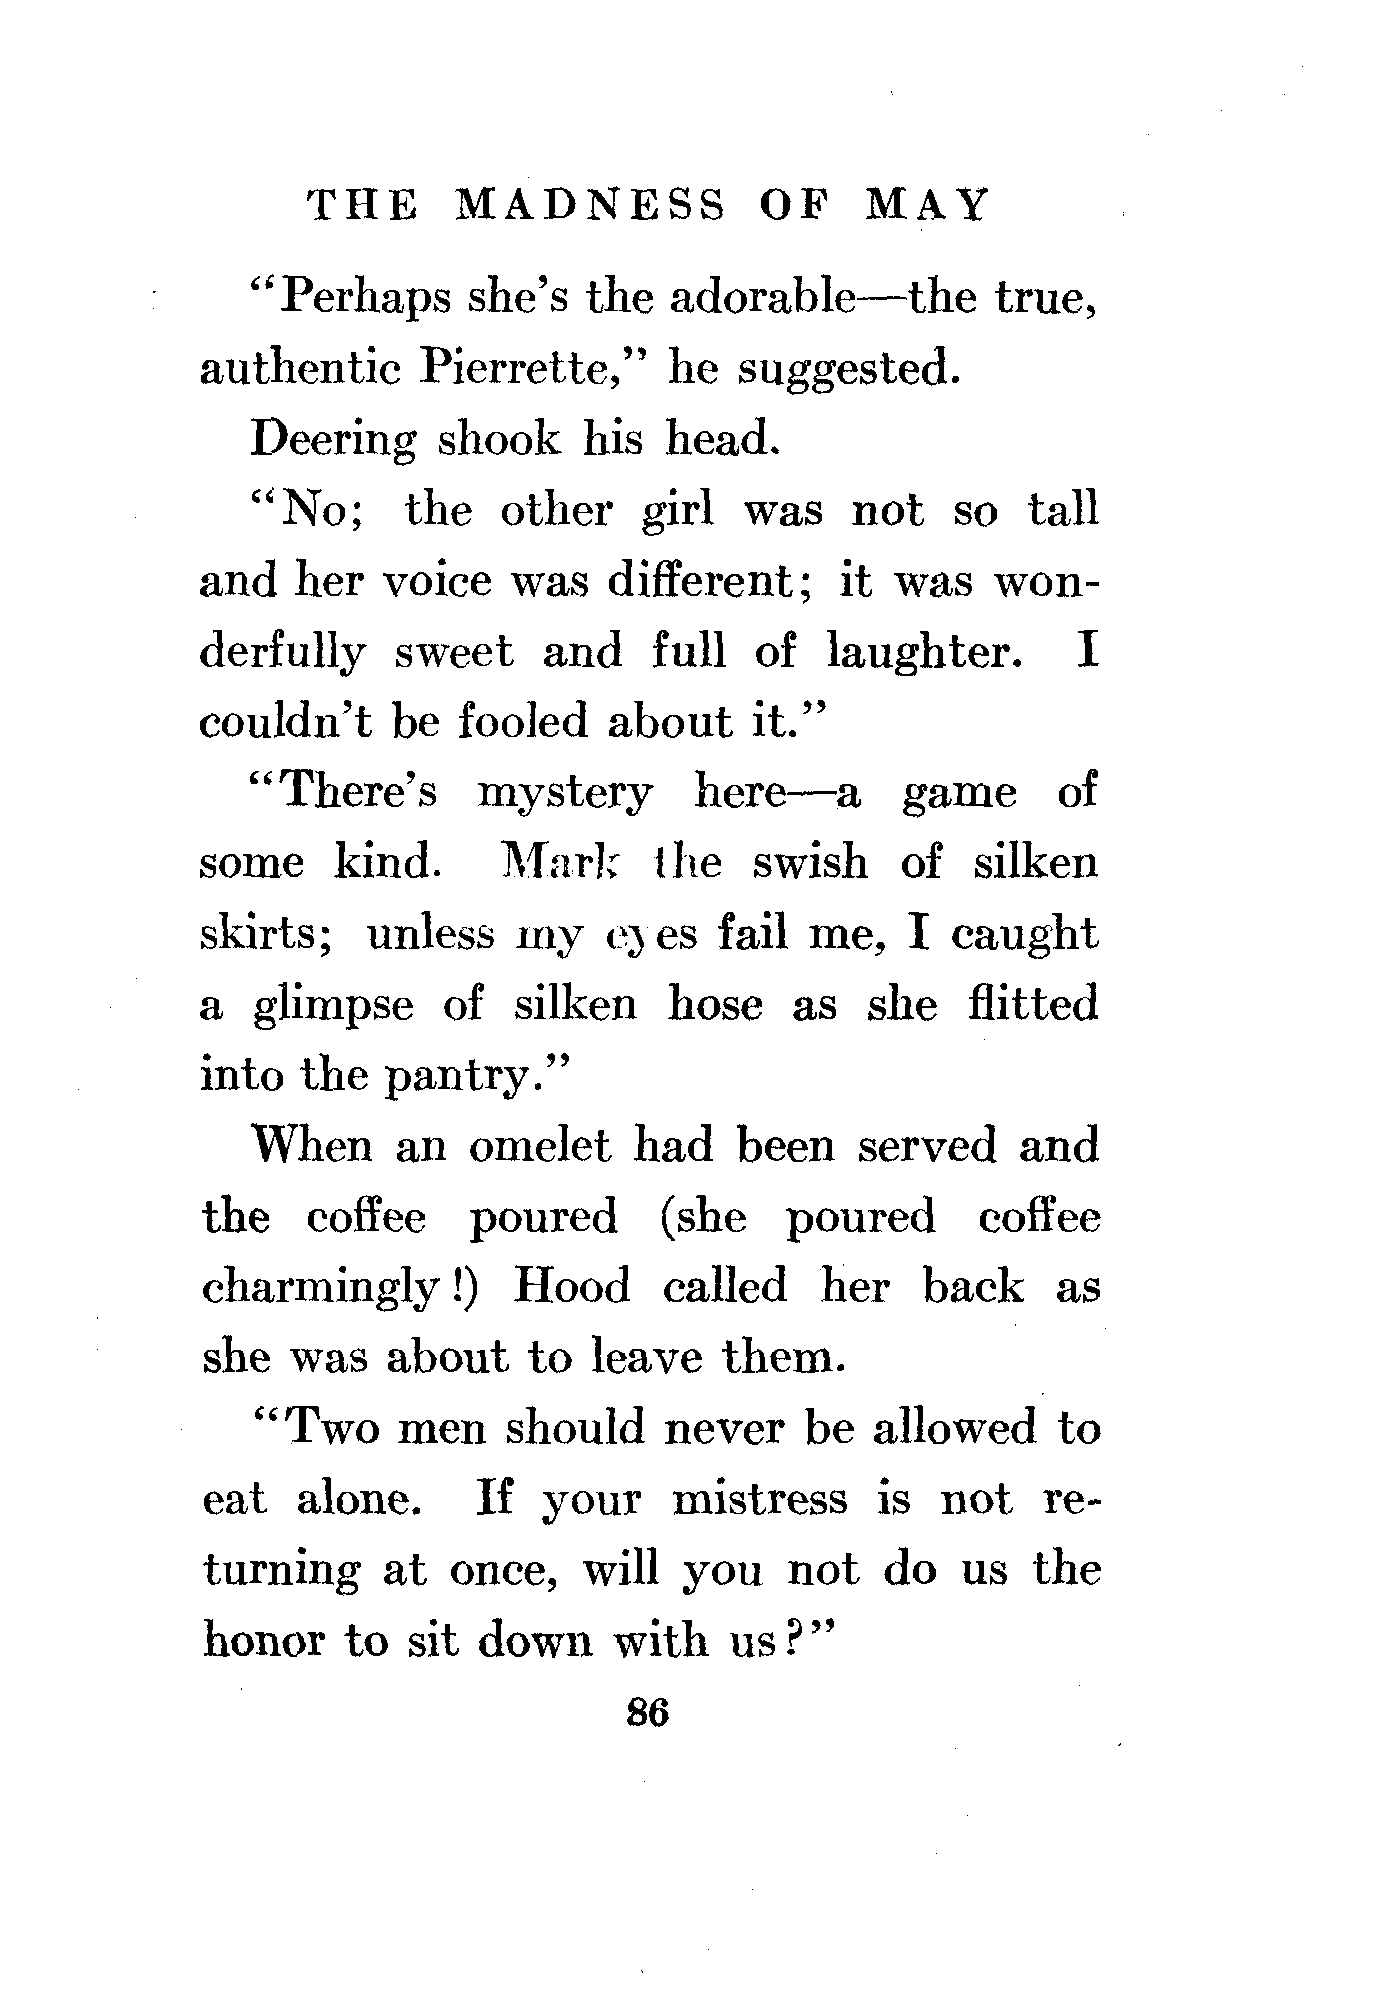 THE MADNESS OF MAY
“Perhaps she’s the adorable—the true,
authentic Pierrette,” he suggested.
Deering shook his head.
“No; the other girl was not so tall
and her voice was different; it was won-
derfully sweet and full of laughter. I
couldn’t be fooled about it.”
“There’s mystery here—a game of
some kind. Mark the swish of silken
skirts; unless my eyes fail me, I caught
a glimpse of silken hose as she flitted
into the pantry.”
When an omelet had been served and
the coffee poured (she poured coffee
charmingly!) Hood called her back as
she was about to leave them.
“Two men should never be allowed to
eat alone. If your mistress is not re-
turning at once, will you not do us the
honor to sit down with us?”
86